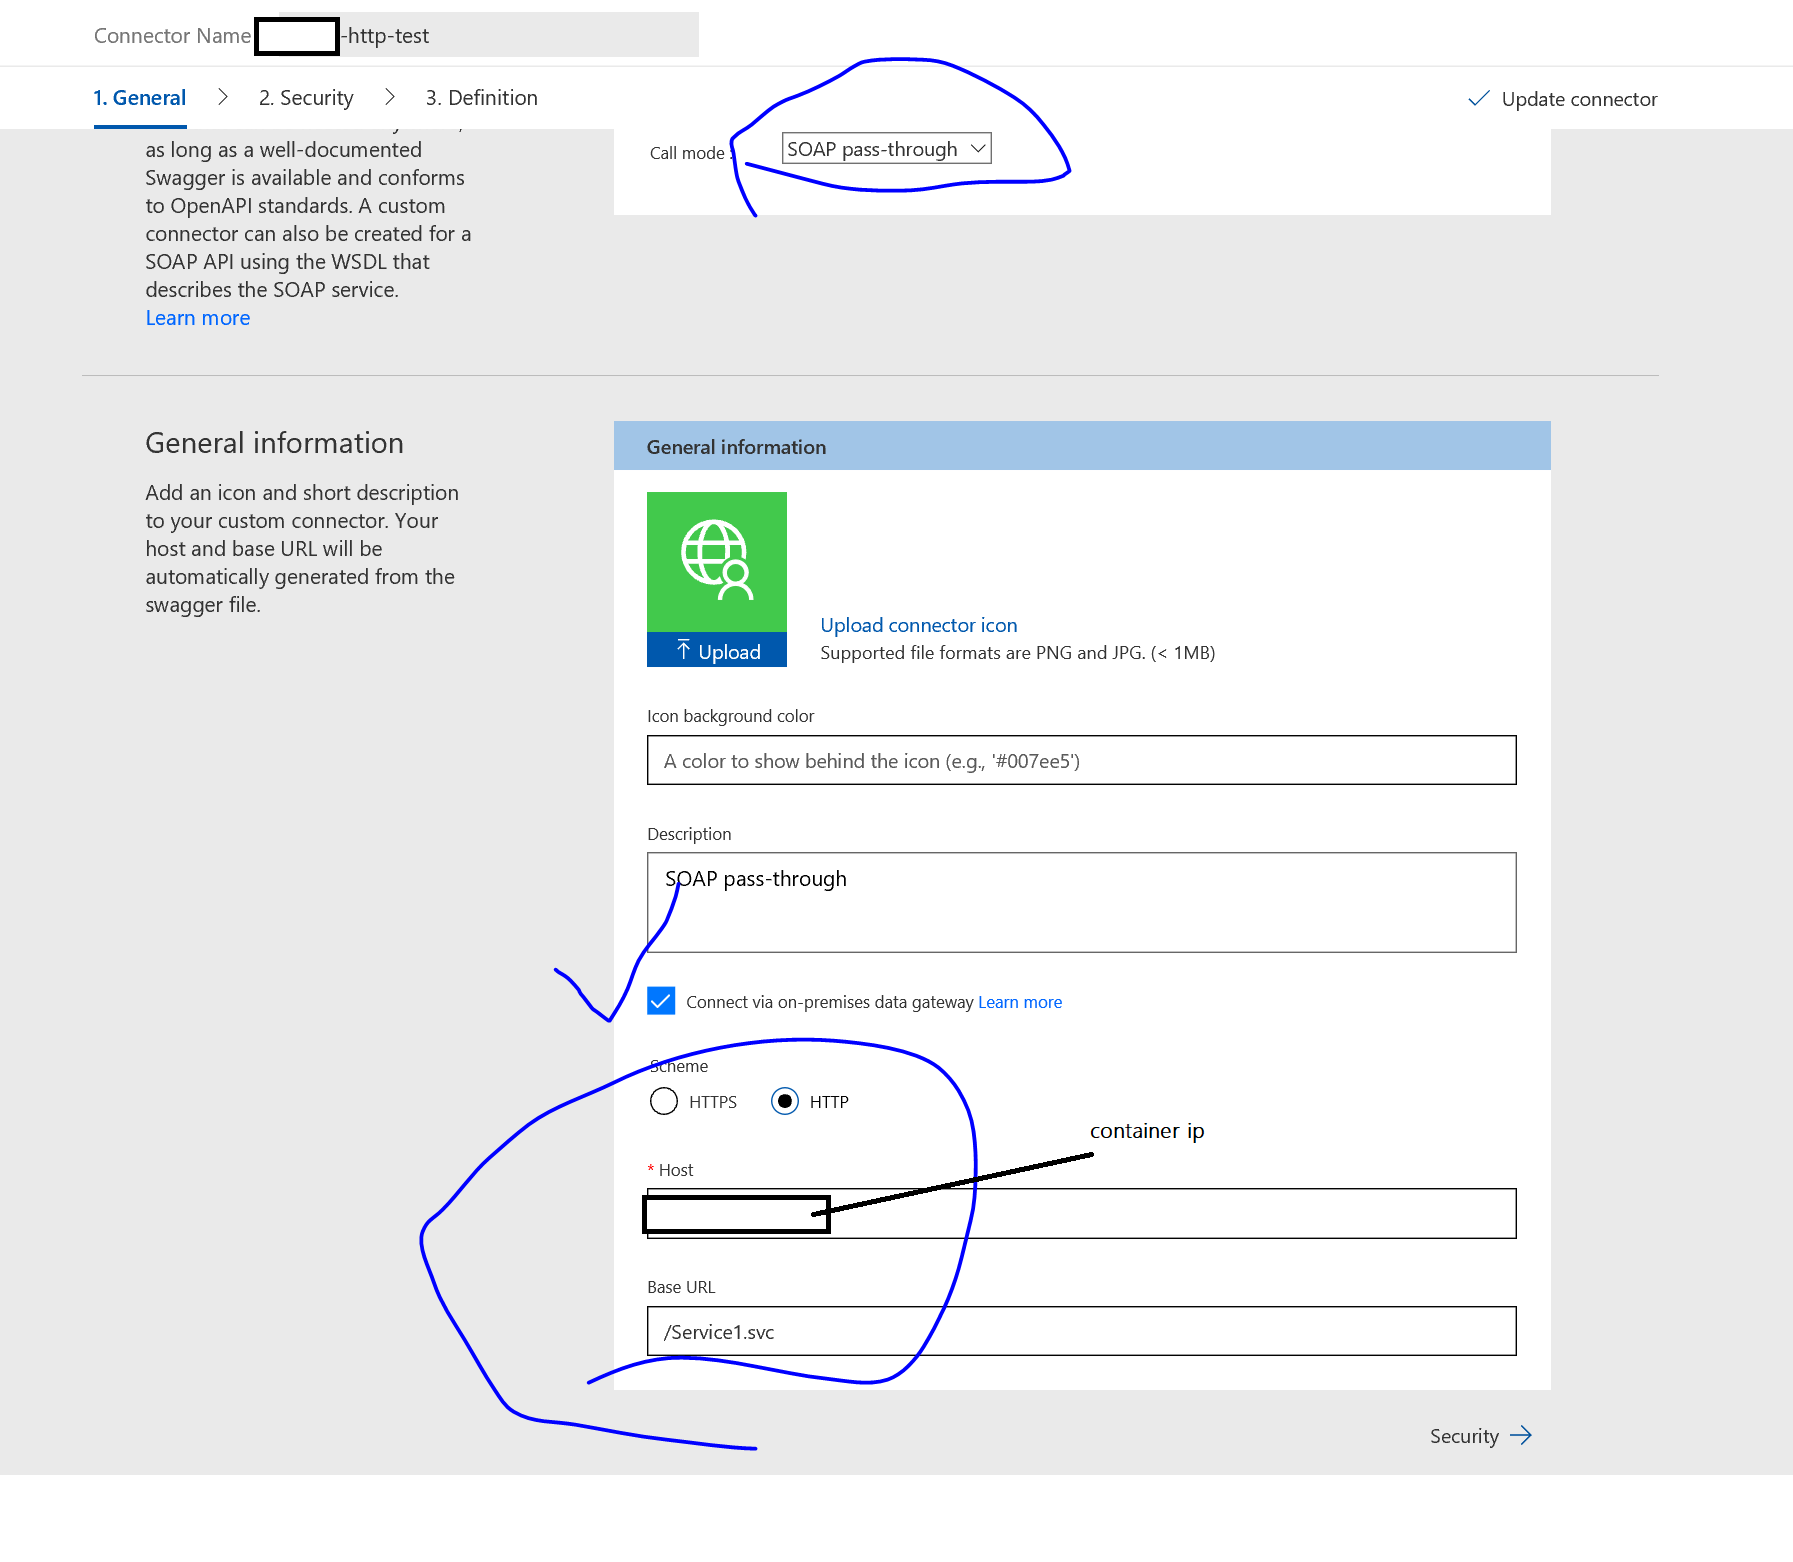 Connector Name -http-test
1. General
2. Security
3. Definition
Update connector
as long as a well-documented
Swagger is available and conforms
to OpenAPI standards. A custom
connector can also be created for a
SOAP API using the WSDL that
describes the SOAP service.
Learn more
Call mode :
SOAP pass-through
General information
Add an icon and short description
to your custom connector. Your
host and base URL will be
automatically generated from the
swagger file.
General information
Upload
Upload connector icon
Supported file formats are PNG and JPG. (< 1MB)
Icon background color
A color to show behind the icon (e.g., '#007ee5')
Description
SOAP pass-through
Connect via on-premises data gateway Learn more
Scheme
HTTPS
HTTP
container ip
* Host
Base URL
/Service1.svc
Security